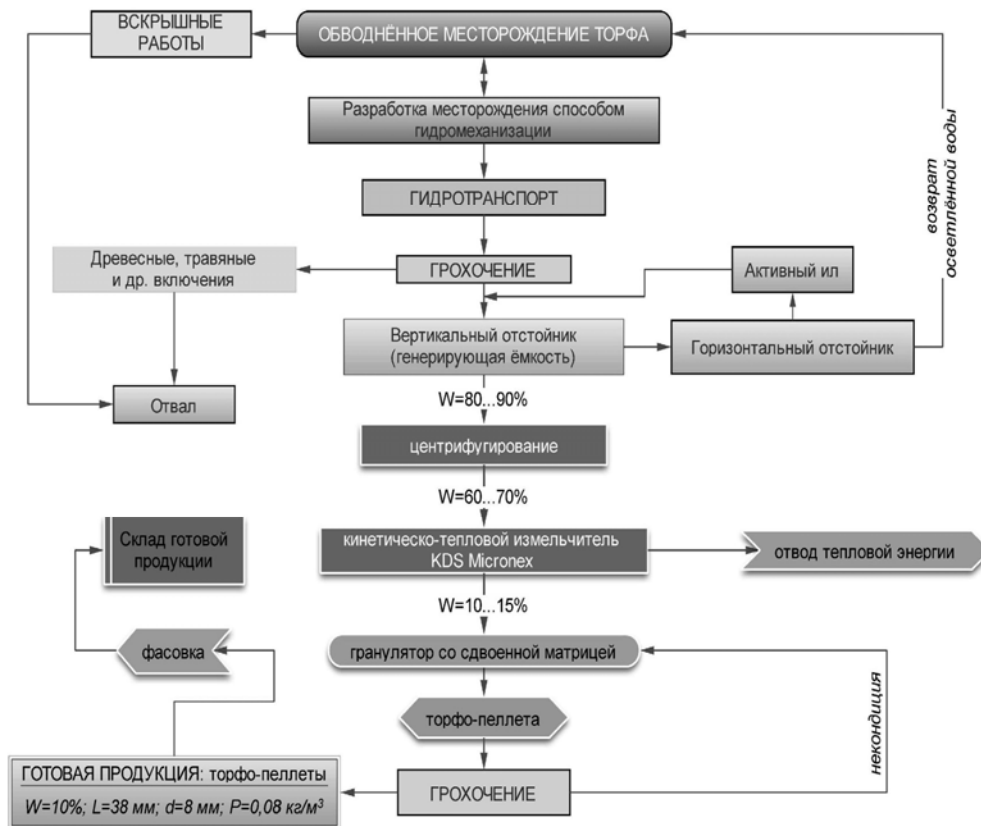 ВСКРЫШНЫЕ
РАБОТЫ
ОБВОДНЁННОЕ МЕСТОРОЖДЕНИЕ ТОРФА
Разработка месторождения способом
гидромеханизации
ГИДРОТРАНСПОРТ
возврат
осветлённой воды
Древесные, травяные
и др. включения
ГРОХОЧЕНИЕ
Активный ил
Вертикальный отстойник
(генерирующая ёмкость)
Горизонтальный отстойник
Отвал
W=80...90%
центрифугирование
W=60...70%
Склад готовой
продукции
кинетическо-тепловой измельчитель
KDS Micronex
отвод тепловой энергии
W=10...15%
фасовка
гранулятор со сдвоенной матрицей
торфо-пеллета
некондиция
ГОТОВАЯ ПРОДУКЦИЯ: торфо-пеллеты
W=10%; L=38 мм; d=8 мм; P=0,08 кг/м³
ГРОХОЧЕНИЕ